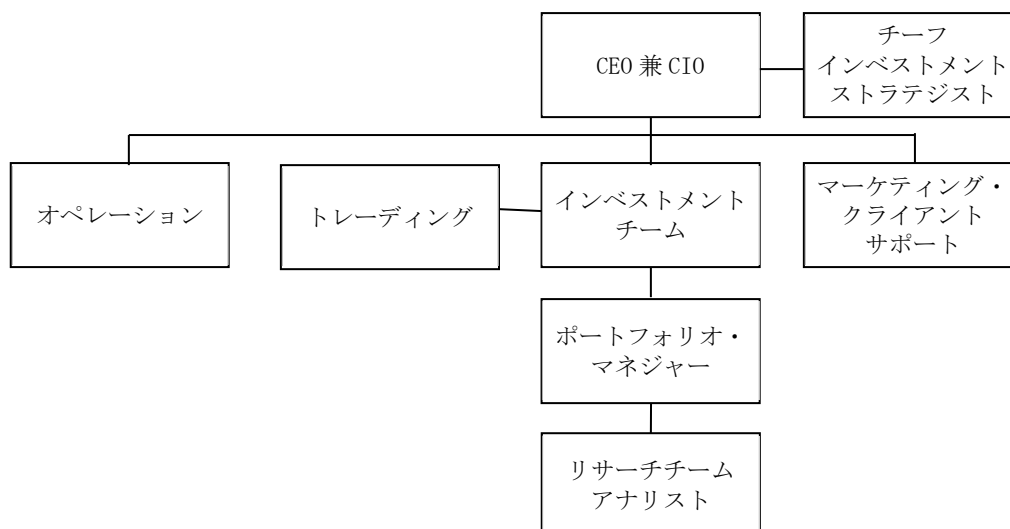 CEO 兼 CIO
チーフ
インベストメント
ストラテジスト
オペレーション
トレーディング
インベストメント
チーム
マーケティング・
クライアント
サポート
ポートフォリオ・
マネジャー
リサーチチーム
アナリスト